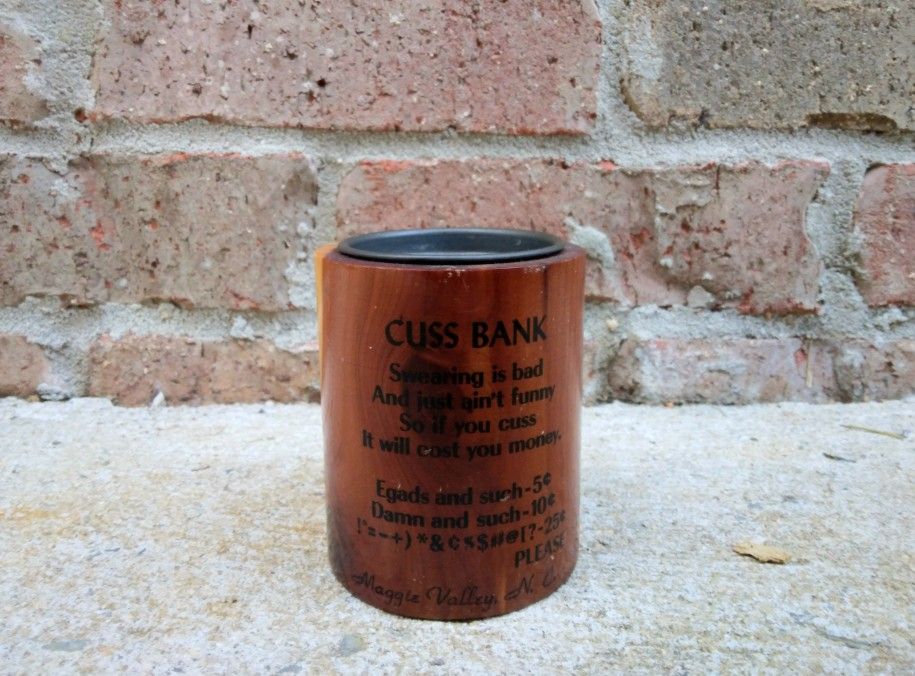 CUSS BANK
Swearing is bad
And just ain't funny
So if you cuss
It will cost you money.
Egads and such-5¢
Damn and such-10¢
!"=-+)*&¢%$##@[?-25¢
PLEASE
Maggie Valley, N. C.